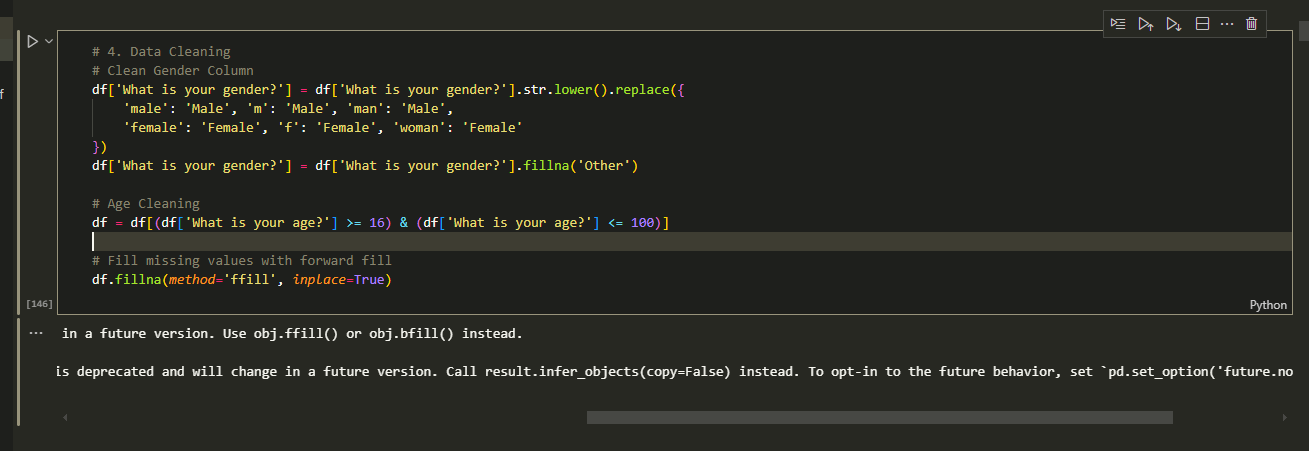 # 4. Data Cleaning
# Clean Gender Column
df['What is your gender?'] = df['What is your gender?'].str.lower().replace({
    'male': 'Male', 'm': 'Male', 'man': 'Male',
    'female': 'Female', 'f': 'Female', 'woman': 'Female'
})
df['What is your gender?'] = df['What is your gender?'].fillna('Other')
# Age Cleaning
df = df[(df['What is your age?'] >= 16) & (df['What is your age?'] <= 100)]
# Fill missing values with forward fill
df.fillna(method='ffill', inplace=True)
[146]
Python
in a future version. Use obj.ffill() or obj.bfill() instead.
is deprecated and will change in a future version. Call result.infer_objects(copy=False) instead. To opt-in to the future behavior, set `pd.set_option('future.no